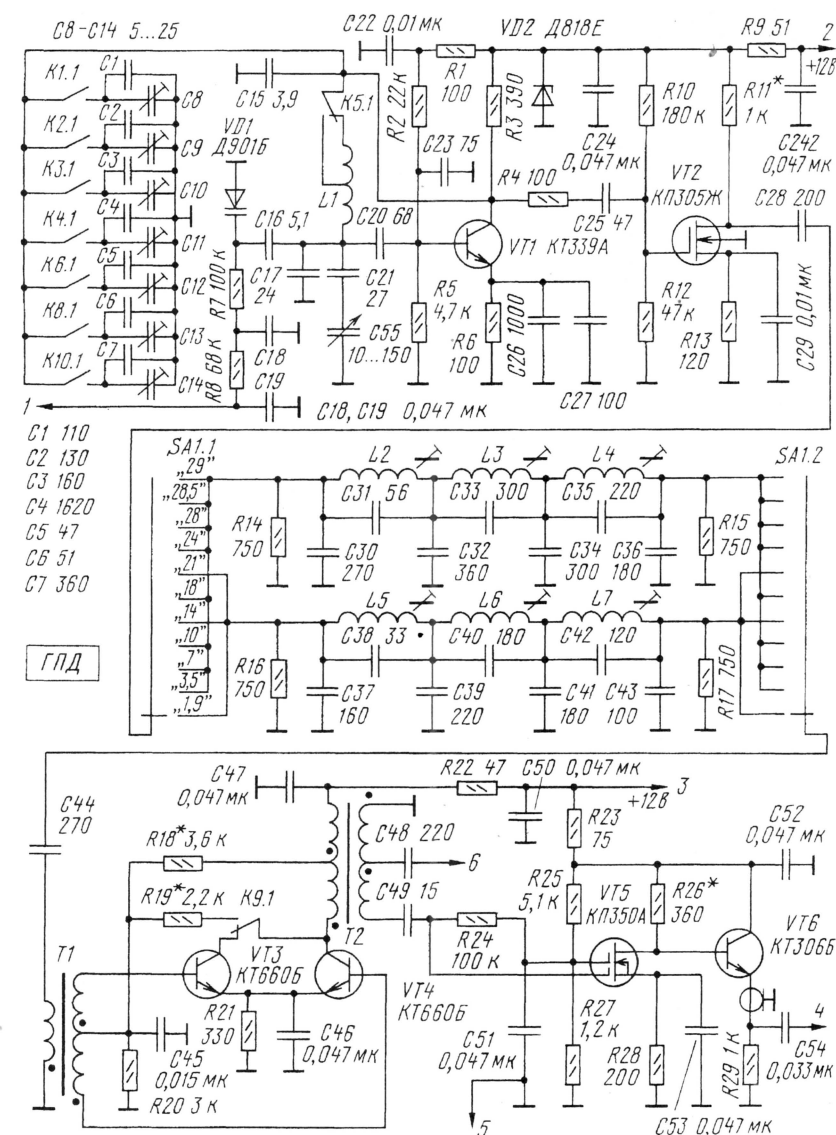 C8–C14 5...25
C22 0,01 мк
VD2 Д818Е
R9 51
2
+12В
C1
К1.1
C8
C15 3,9
К5.1
R1
100
R2 22к
R3 390
R10
180 к
R11*
1 к
C2
К2.1
C9
VD1
Д901Б
C23 75
C24
0,047 мк
C242
0,047 мк
C3
К3.1
C10
L1
R4 100
VT2
КП305Ж
C28 200
C4
К4.1
C11
C16 5,1
C20 68
C25 47
VT1 КТ339А
C5
К6.1
C12
R7 100 к
C17
24
C21
27
R5
4,7 к
R12
47 к
C6
К8.1
C13
C18
C55
10...150
R6
100
C26 1000
R13
120
C29 0,01 мк
C7
К10.1
C14
R8 68 к
C19
C27 100
1
C18, C19 0,047 мк
C1 110
C2 130
C3 160
C4 1620
C5 47
C6 51
C7 360
SA1.1
L2
L3
L4
SA1.2
„29”
„28,5”
„28”
„24”
„21”
„18”
„14”
„10”
„7”
„3,5”
„1,9”
C31 56
C33 300
C35 220
R14
750
R15
750
C30
270
C32
360
C34
300
C36
180
L5
L6
L7
C38 33
C40 180
C42 120
ГПД
R16
750
R17 750
C37
160
C39
220
C41
180
C43
100
C47
0,047 мк
R22 47
C50 0,047 мк
3
+12В
C44
270
R18* 3,6 к
C48 220
6
R23
75
C52
0,047 мк
R19* 2,2 к
К9.1
C49 15
R25
5,1 к
VT5
КП350А
R26*
360
T1
VT3
КТ660Б
T2
R24
100 к
VT6
КТ306Б
VT4
КТ660Б
R21
330
C46
0,047 мк
C51
0,047 мк
R27
1,2 к
4
C45
0,015 мк
R28
200
R29 1 к
C54
0,033 мк
R20 3 к
5
C53 0,047 мк